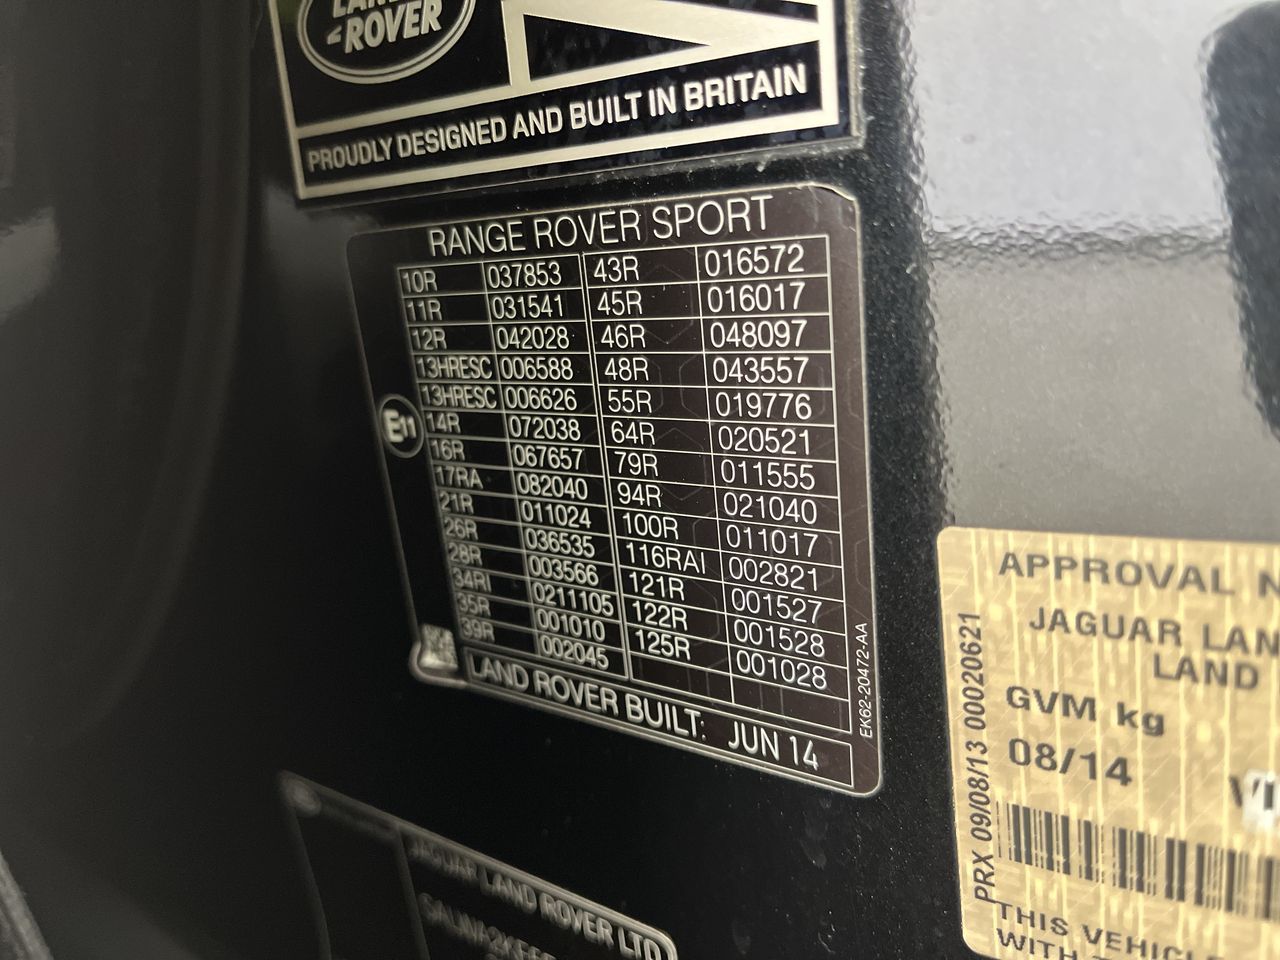 LAND
ROVER
PROUDLY DESIGNED AND BUILT IN BRITAIN
RANGE ROVER SPORT
10R 037853 43R 016572
11R 031541 45R 016017
12R 042028 46R 048097
13HRESC 006588 48R 043557
13HRESC 006626 55R 019776
14R 072038 64R 020521
16R 067657 79R 011555
17RA 082040 94R 021040
21R 011024 100R 011017
26R 036535 116RAI 002821
28R 003566 121R 001527
34RI 0211105 122R 001528
35R 001010 125R 001028
39R 002045
E11
LAND ROVER BUILT: JUN 14
EK62-20472-AA
JAGUAR LAND ROVER LTD
APPROVAL N
JAGUAR LAN
LAND
GVM kg
08/14
VI
PRX 09/08/13 00020621
THIS VEHICL
WITH T